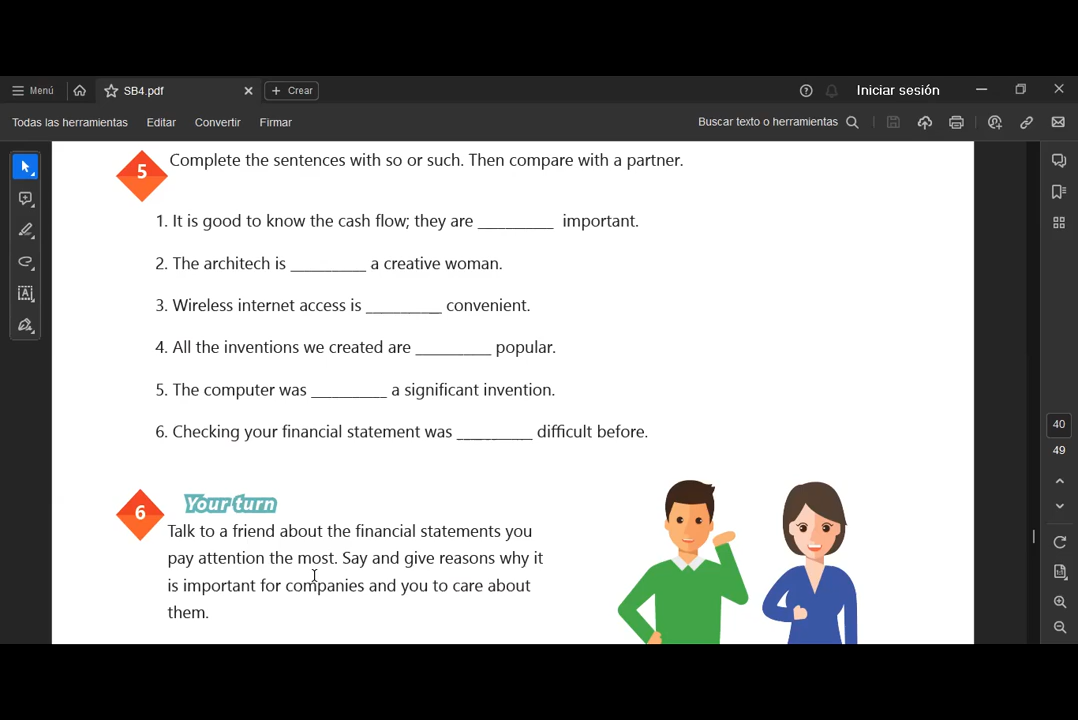 Menú
SB4.pdf
Crear
Iniciar sesión
Todas las herramientas
Editar
Convertir
Firmar
Buscar texto o herramientas
5
Complete the sentences with so or such. Then compare with a partner.
1. It is good to know the cash flow; they are _________ important.
2. The architech is _________ a creative woman.
3. Wireless internet access is _________ convenient.
4. All the inventions we created are _________ popular.
5. The computer was _________ a significant invention.
6. Checking your financial statement was _________ difficult before.
40
49
6
Your turn
Talk to a friend about the financial statements you
pay attention the most. Say and give reasons why it
is important for companies and you to care about
them.